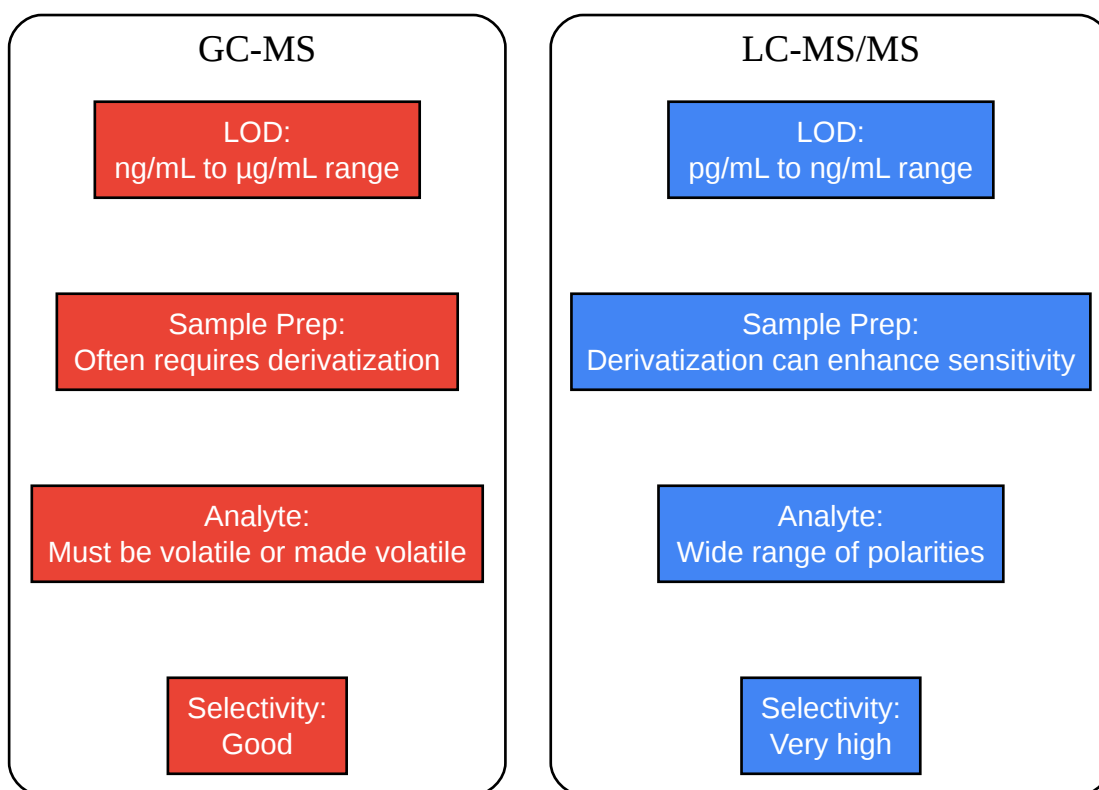 GC-MS
LOD:
ng/mL to µg/mL range
Sample Prep:
Often requires derivatization
Analyte:
Must be volatile or made volatile
Selectivity:
Good
LC-MS/MS
LOD:
pg/mL to ng/mL range
Sample Prep:
Derivatization can enhance sensitivity
Analyte:
Wide range of polarities
Selectivity:
Very high